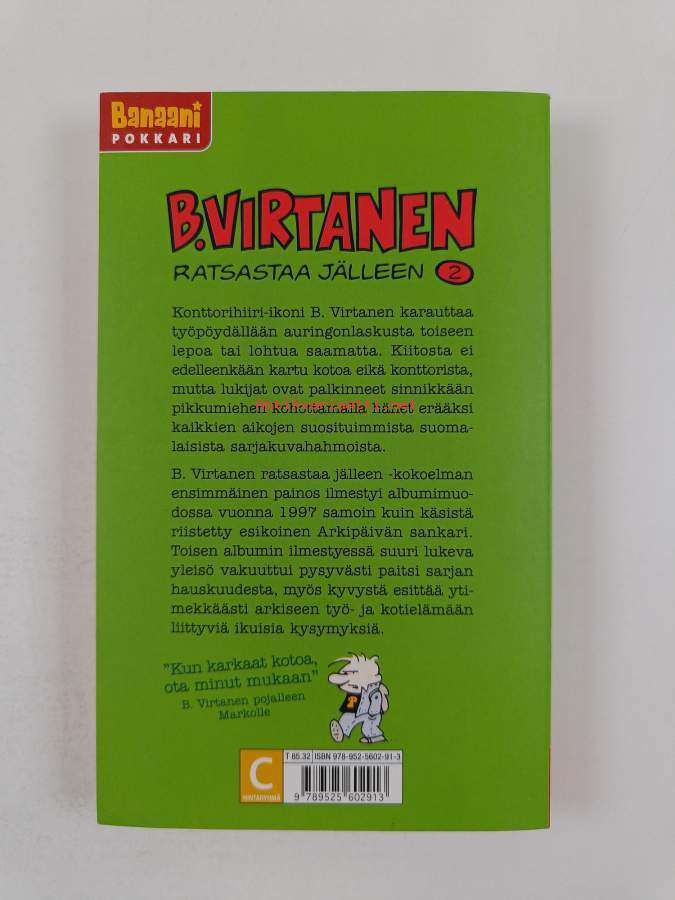 Banaani
POKKARI
B.VIRTANEN
RATSASTAA JÄLLEEN 2
Konttorihiiri-ikoni B. Virtanen karauttaa
työpöydällään auringonlaskusta toiseen
lepoa tai lohtua saamatta. Kiitosta ei
edelleenkään kartu kotoa eikä konttorista,
mutta lukijat ovat palkinneet sinnikkään
pikkumiehen kohottamalla hänet erääksi
kaikkien aikojen suosituimmista suoma-
laisista sarjakuvahahmoista.
B. Virtanen ratsastaa jälleen -kokoelman
ensimmäinen painos ilmestyi albumimuo-
dossa vuonna 1997 samoin kuin käsistä
riistetty esikoinen Arkipäivän sankari.
Toisen albumin ilmestyessä suuri lukeva
yleisö vakuuttui pysyvästi paitsi sarjan
hauskuudesta, myös kyvystä esittää yti-
mekkäästi arkiseen työ- ja kotielämään
liittyviä ikuisia kysymyksiä.
"Kun karkaat kotoa,
ota minut mukaan"
B. Virtanen pojalleen
Markolle
P
T 85.32 ISBN 978-952-5602-91-3
C
HINTARYHMÄ
9 789525 602913